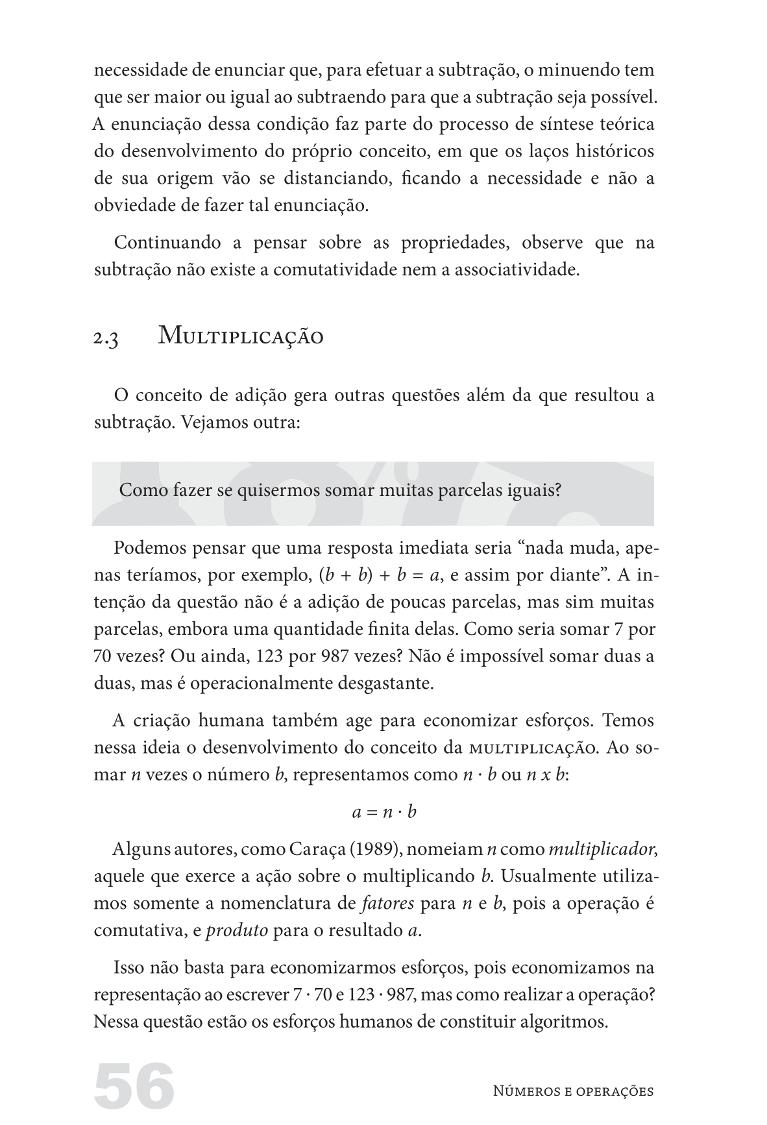 necessidade de enunciar que, para efetuar a subtração, o minuendo tem
que ser maior ou igual ao subtraendo para que a subtração seja possível.
A enunciação dessa condição faz parte do processo de síntese teórica
do desenvolvimento do próprio conceito, em que os laços históricos
de sua origem vão se distanciando, ficando a necessidade e não a
obviedade de fazer tal enunciação.
Continuando a pensar sobre as propriedades, observe que na
subtração não existe a comutatividade nem a associatividade.
2.3 Multiplicação
O conceito de adição gera outras questões além da que resultou a
subtração. Vejamos outra:
Como fazer se quisermos somar muitas parcelas iguais?
Podemos pensar que uma resposta imediata seria “nada muda, ape-
nas teríamos, por exemplo, (b + b) + b = a, e assim por diante”. A in-
tenção da questão não é a adição de poucas parcelas, mas sim muitas
parcelas, embora uma quantidade finita delas. Como seria somar 7 por
70 vezes? Ou ainda, 123 por 987 vezes? Não é impossível somar duas a
duas, mas é operacionalmente desgastante.
A criação humana também age para economizar esforços. Temos
nessa ideia o desenvolvimento do conceito da multiplicação. Ao so-
mar n vezes o número b, representamos como n · b ou n x b:
a = n · b
Alguns autores, como Caraça (1989), nomeiam n como multiplicador,
aquele que exerce a ação sobre o multiplicando b. Usualmente utiliza-
mos somente a nomenclatura de fatores para n e b, pois a operação é
comutativa, e produto para o resultado a.
Isso não basta para economizarmos esforços, pois economizamos na
representação ao escrever 7 · 70 e 123 · 987, mas como realizar a operação?
Nessa questão estão os esforços humanos de constituir algoritmos.
56
Números e operações